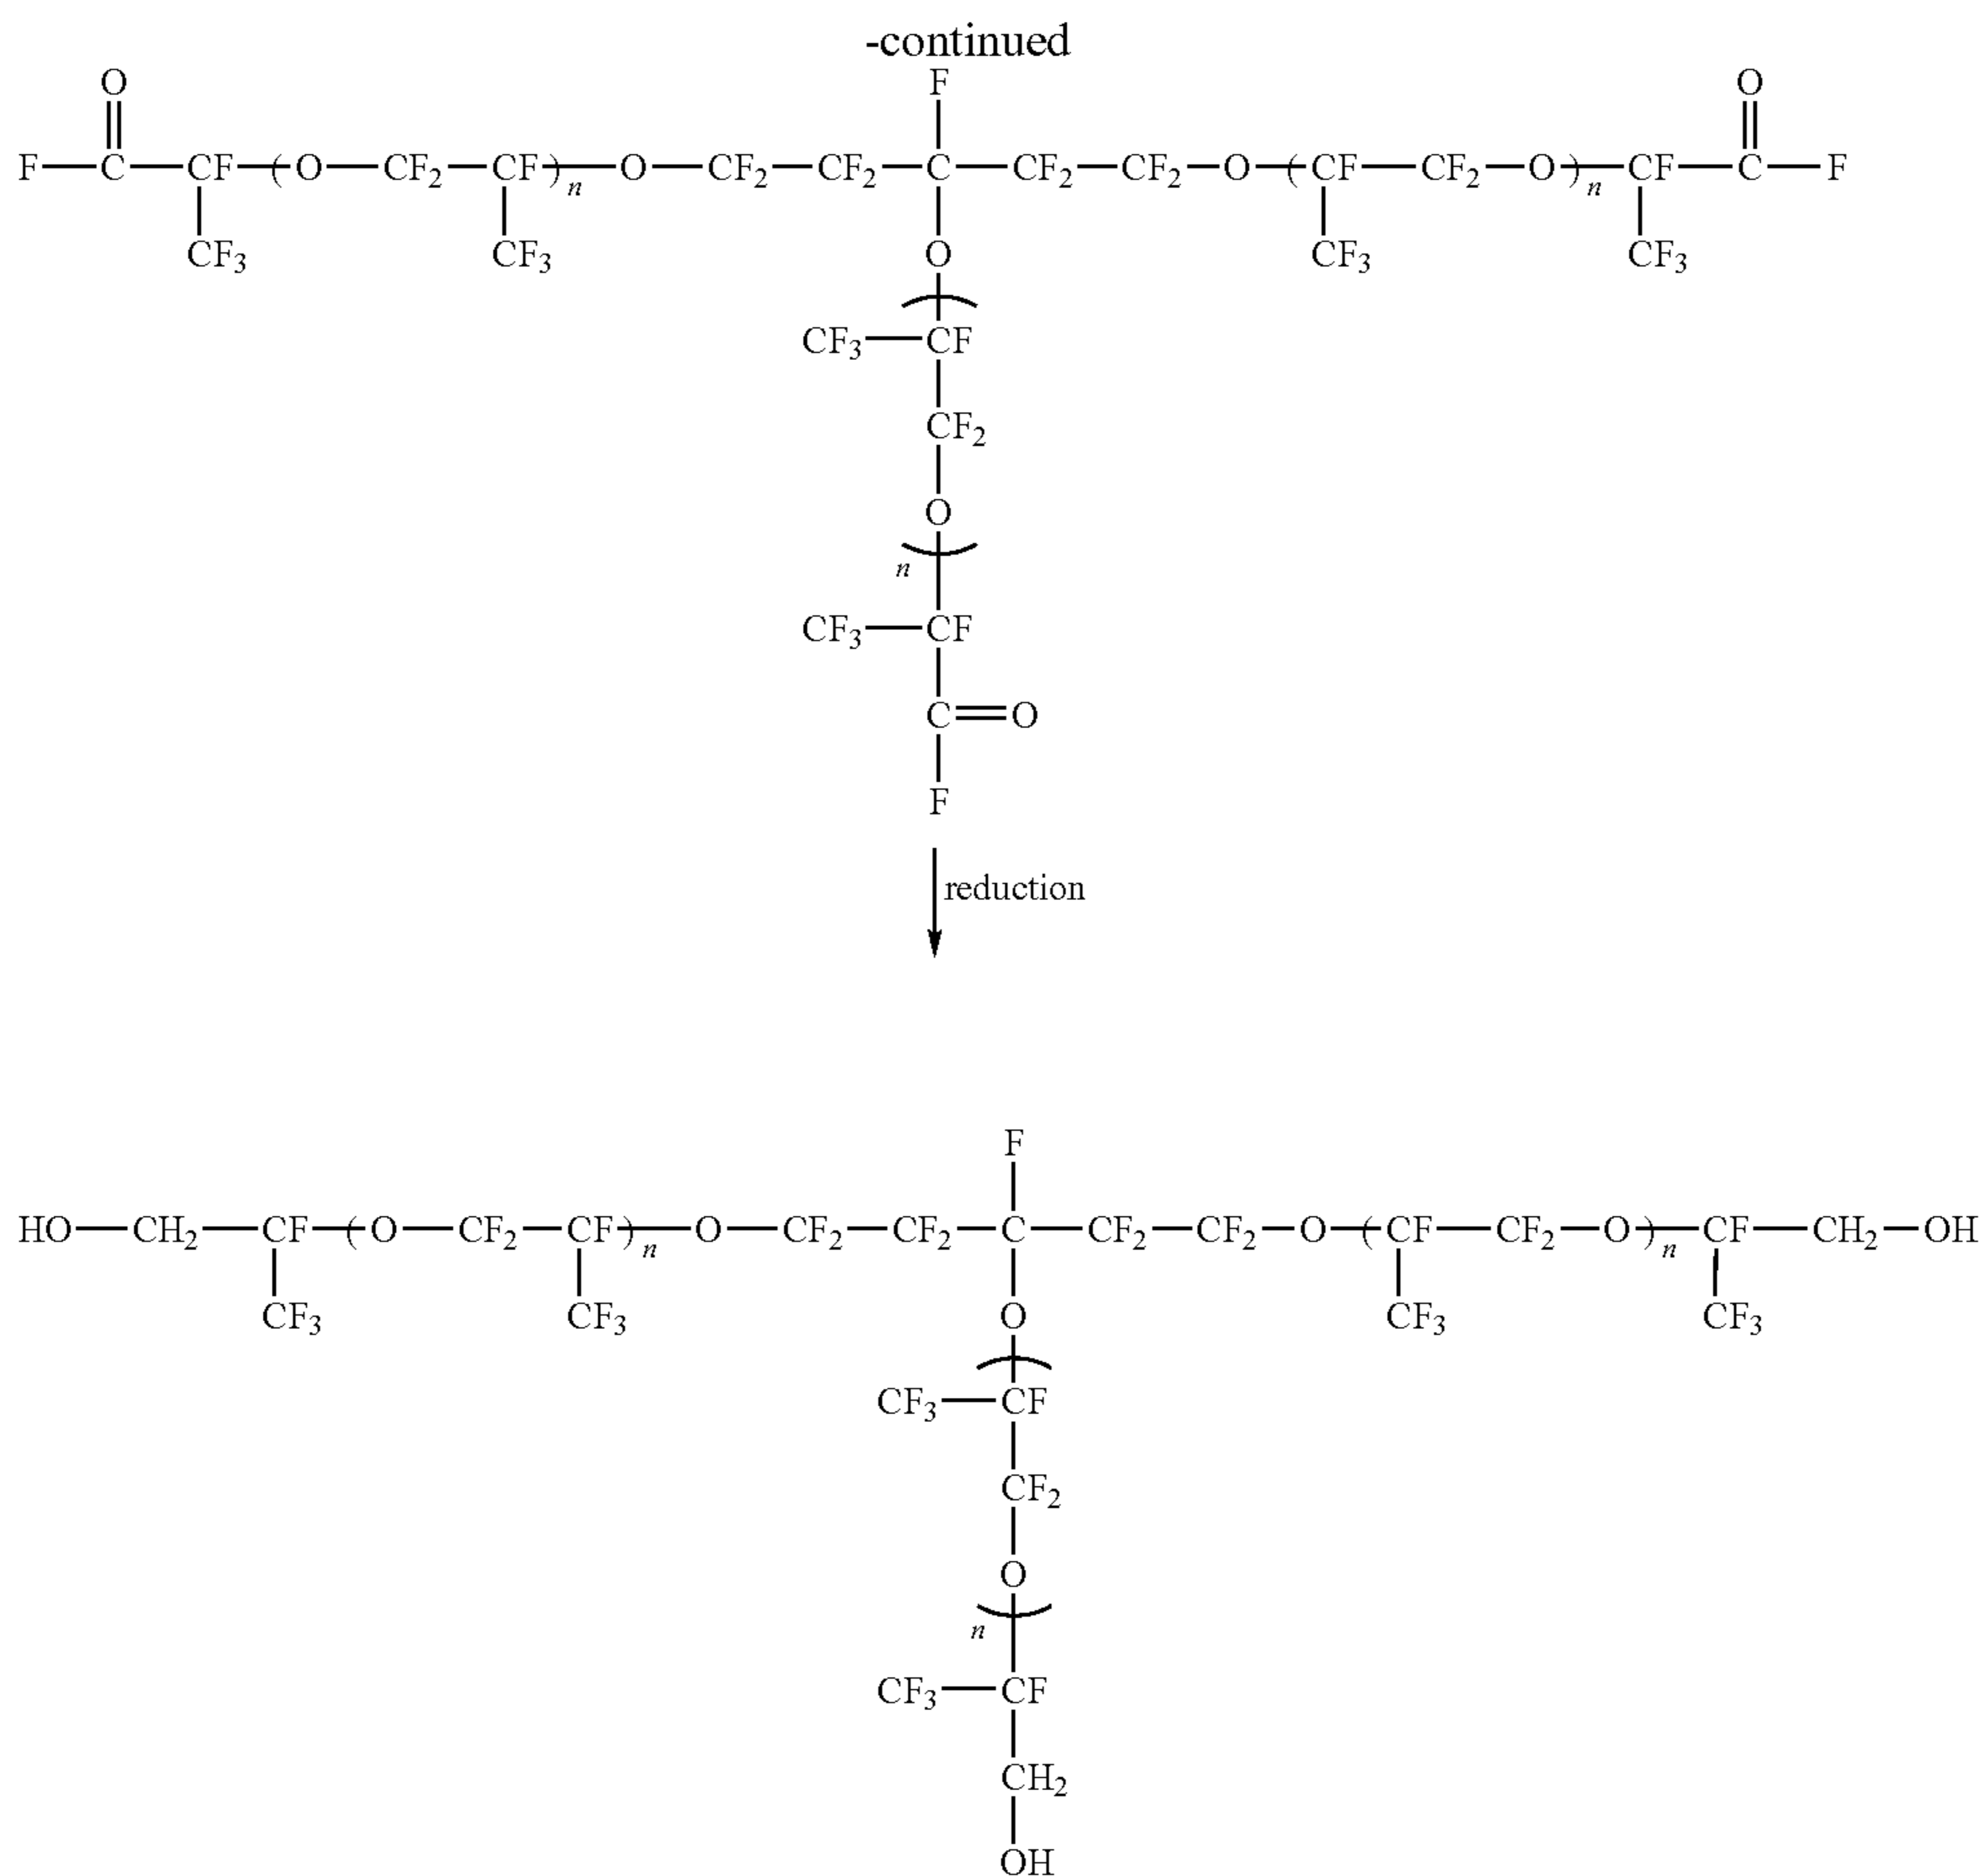 -continued
F
O O
F—C—CF—(O—CF₂—CF)ₙ—O—CF₂—CF₂—C—CF₂—CF₂—O—(CF—CF₂—O)ₙ—CF—C—F
CF₃ CF₃ O CF₃ CF₃
CF₃—CF
CF₂
O
n
CF₃—CF
C=O
F
reduction
F
HO—CH₂—CF—(O—CF₂—CF)ₙ—O—CF₂—CF₂—C—CF₂—CF₂—O—(CF—CF₂—O)ₙ—CF—CH₂—OH
CF₃ CF₃ O CF₃ CF₃
CF₃—CF
CF₂
O
n
CF₃—CF
CH₂
OH